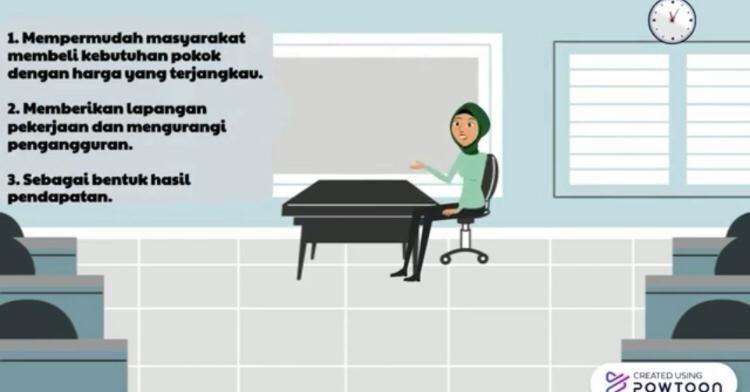 1. Mempermudah masyarakat
membeli kebutuhan pokok
dengan harga yang terjangkau.
2. Memberikan lapangan
pekerjaan dan mengurangi
pengangguran.
3. Sebagai bentuk hasil
pendapatan.
CREATED USING
POWTOON